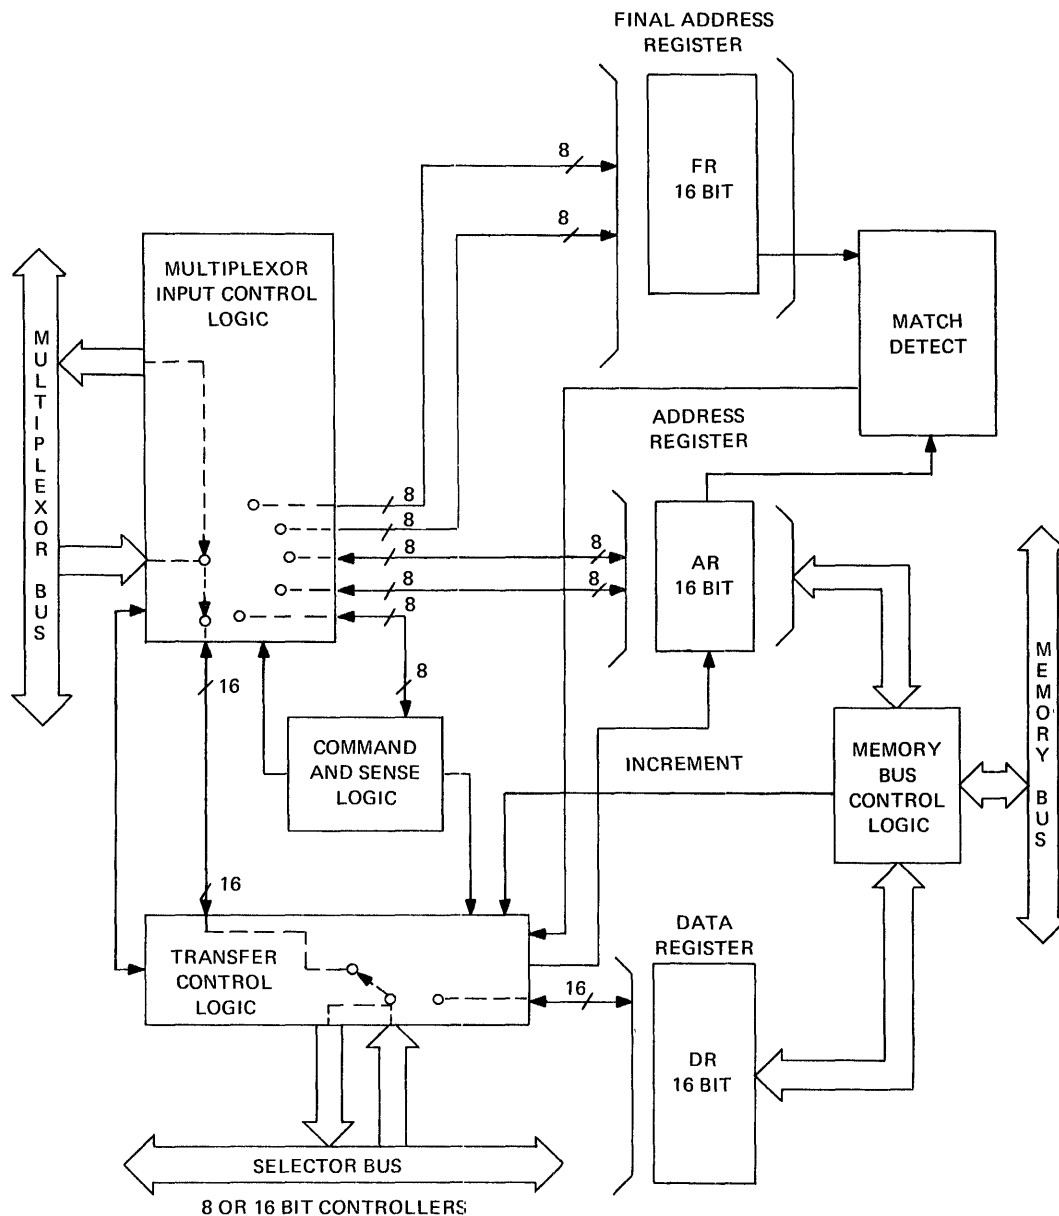 FINAL ADDRESS
REGISTER
8
FR
16 BIT
8
MULTIPLEXOR
INPUT CONTROL
LOGIC
MATCH
DETECT
MULTIPLEXOR BUS
ADDRESS
REGISTER
8
8
8
8
AR
16 BIT
8
8
8
16
8
MEMORY BUS
COMMAND
AND SENSE
LOGIC
INCREMENT
MEMORY
BUS
CONTROL
LOGIC
16
DATA
REGISTER
TRANSFER
CONTROL
LOGIC
16
DR
16 BIT
SELECTOR BUS
8 OR 16 BIT CONTROLLERS